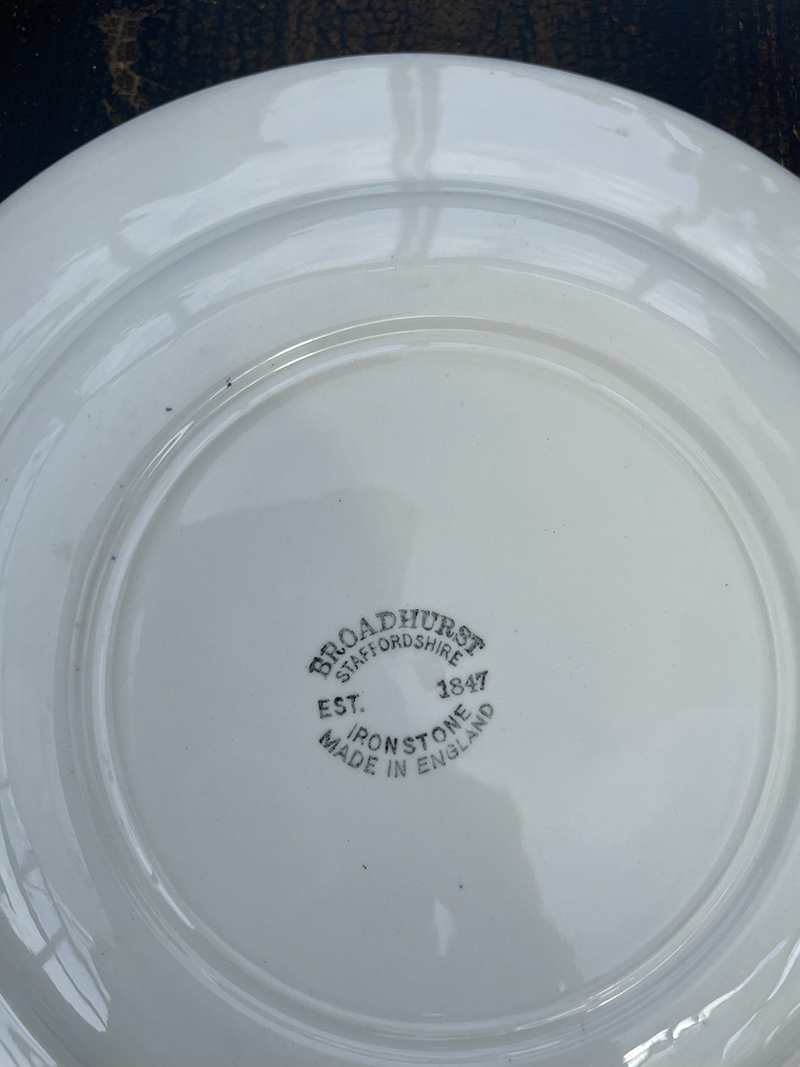 BROADHURST
STAFFORDSHIRE
EST. 1847
IRONSTONE
MADE IN ENGLAND